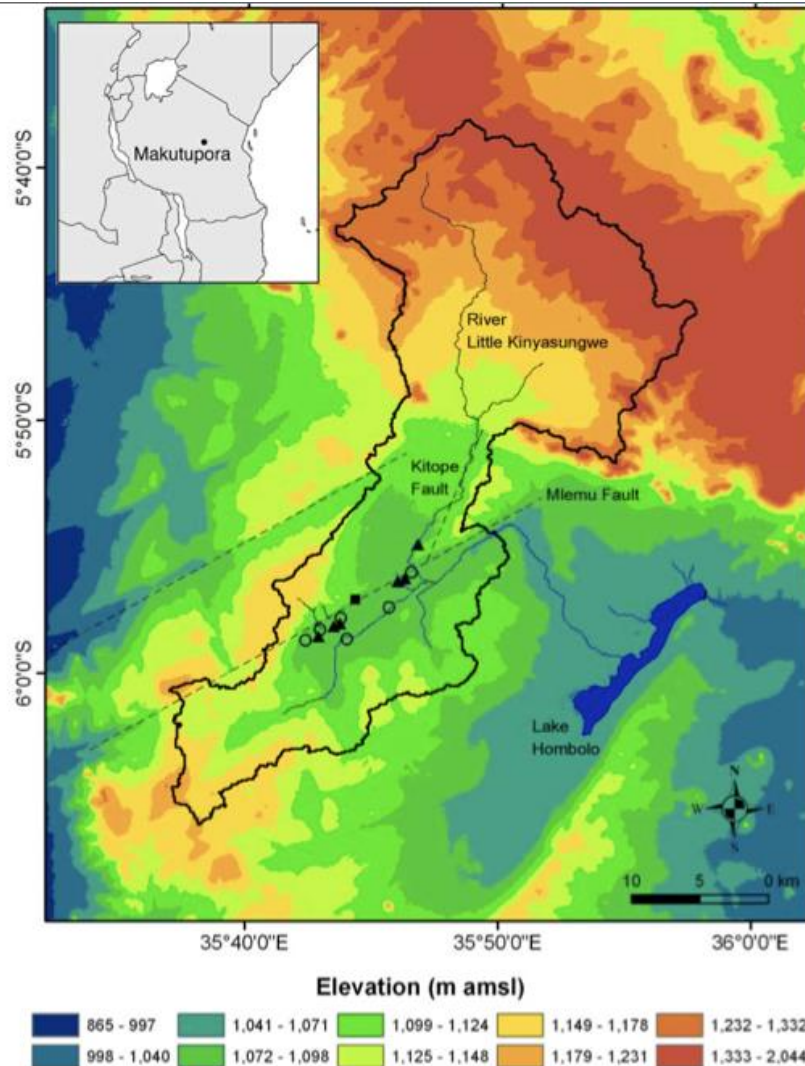 Makutupora
5°40'0"S
River
Little Kinyasungwe
5°50'0"S
Kitope
Fault
Mlemu Fault
6°0'0"S
Lake
Hombolo
N
W E
S
10 5 0 km
35°40'0"E 35°50'0"E 36°0'0"E
Elevation (m amsl)
865 - 997 1,041 - 1,071 1,099 - 1,124 1,149 - 1,178 1,232 - 1,332
998 - 1,040 1,072 - 1,098 1,125 - 1,148 1,179 - 1,231 1,333 - 2,044